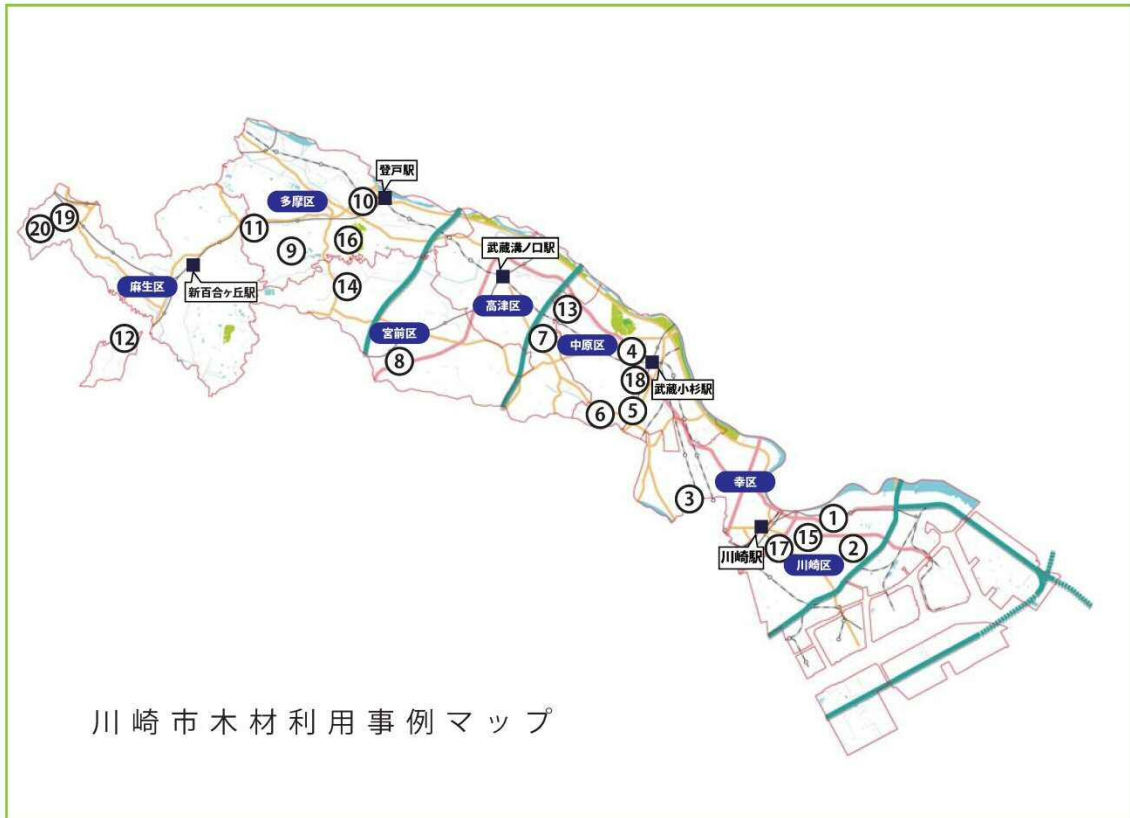 登戸駅
多摩区
⑩
⑲
⑳
⑪
⑯
⑨
武蔵溝ノ口駅
麻生区
新百合ヶ丘駅
⑭
高津区
⑬
⑫
宮前区
⑦
中原区
④
⑧
⑱
武蔵小杉駅
⑥
⑤
幸区
③
①
川崎駅
⑰
⑮
②
川崎区
川崎市木材利用事例マップ